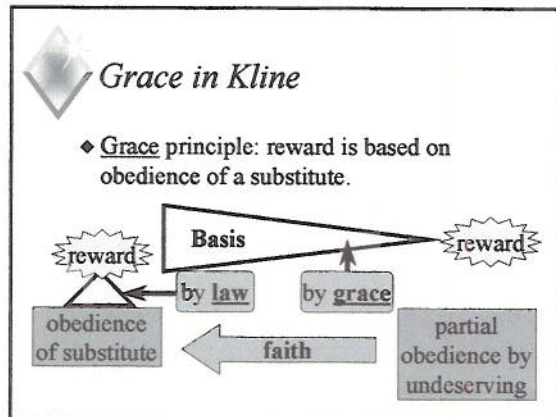 Grace in Kline
Grace principle: reward is based on
obedience of a substitute.
reward
Basis
reward
by law
by grace
obedience
of substitute
faith
partial
obedience by
undeserving